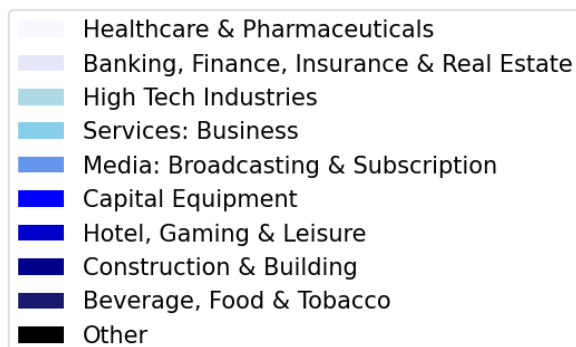 Healthcare & Pharmaceuticals
Banking, Finance, Insurance & Real Estate
High Tech Industries
Services: Business
Media: Broadcasting & Subscription
Capital Equipment
Hotel, Gaming & Leisure
Construction & Building
Beverage, Food & Tobacco
Other